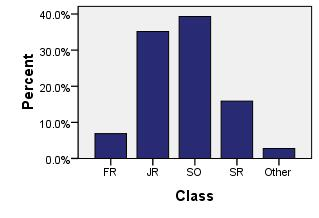 Percent
40.0%
30.0%
20.0%
10.0%
0.0%
FR JR SO SR Other
Class